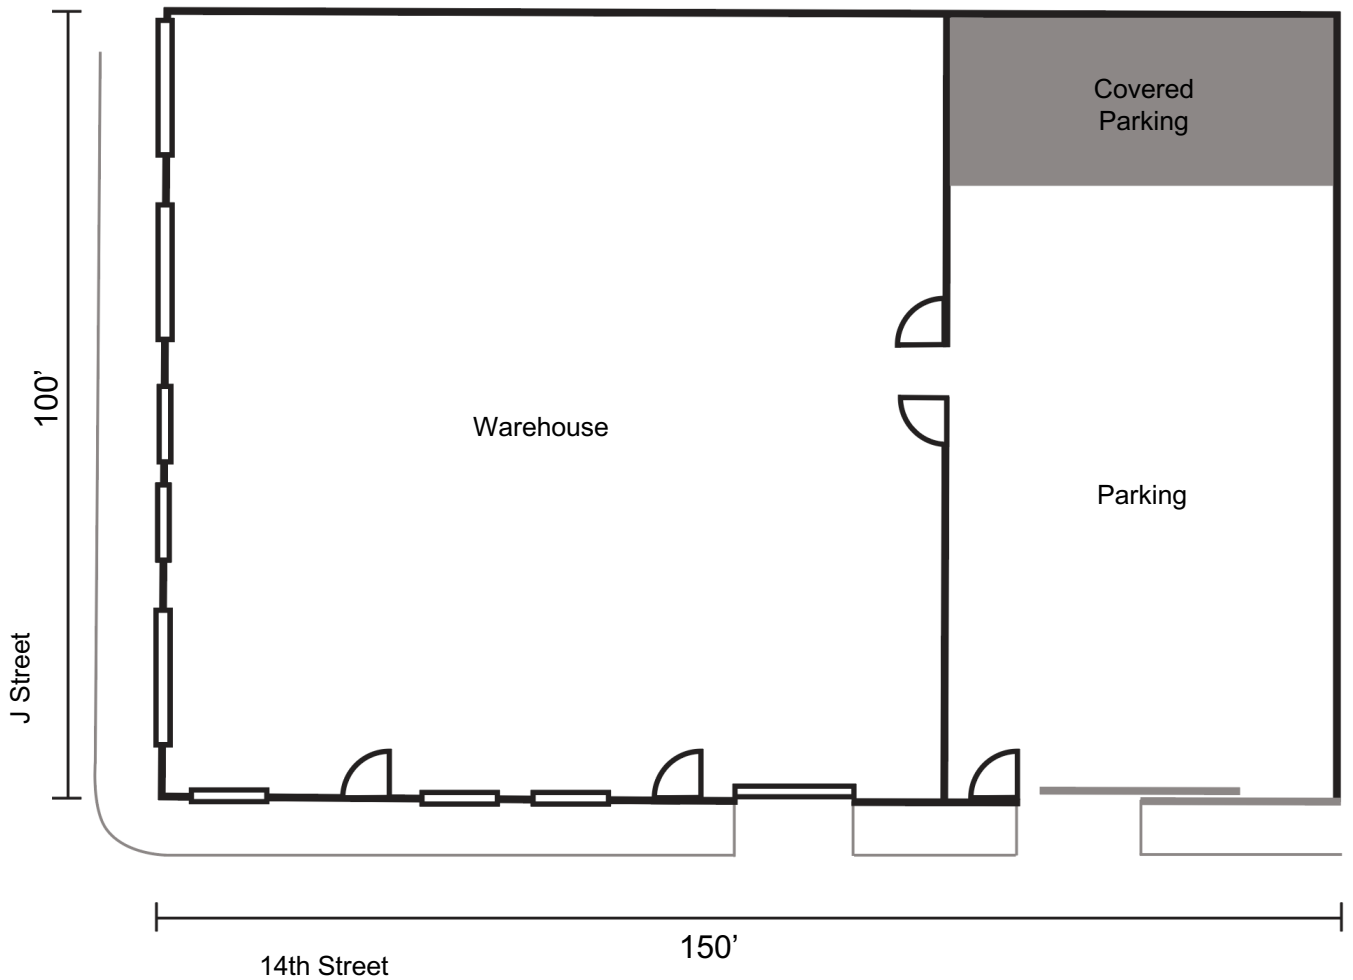 Covered
Parking
100’
Warehouse
Parking
J Street
150’
14th Street